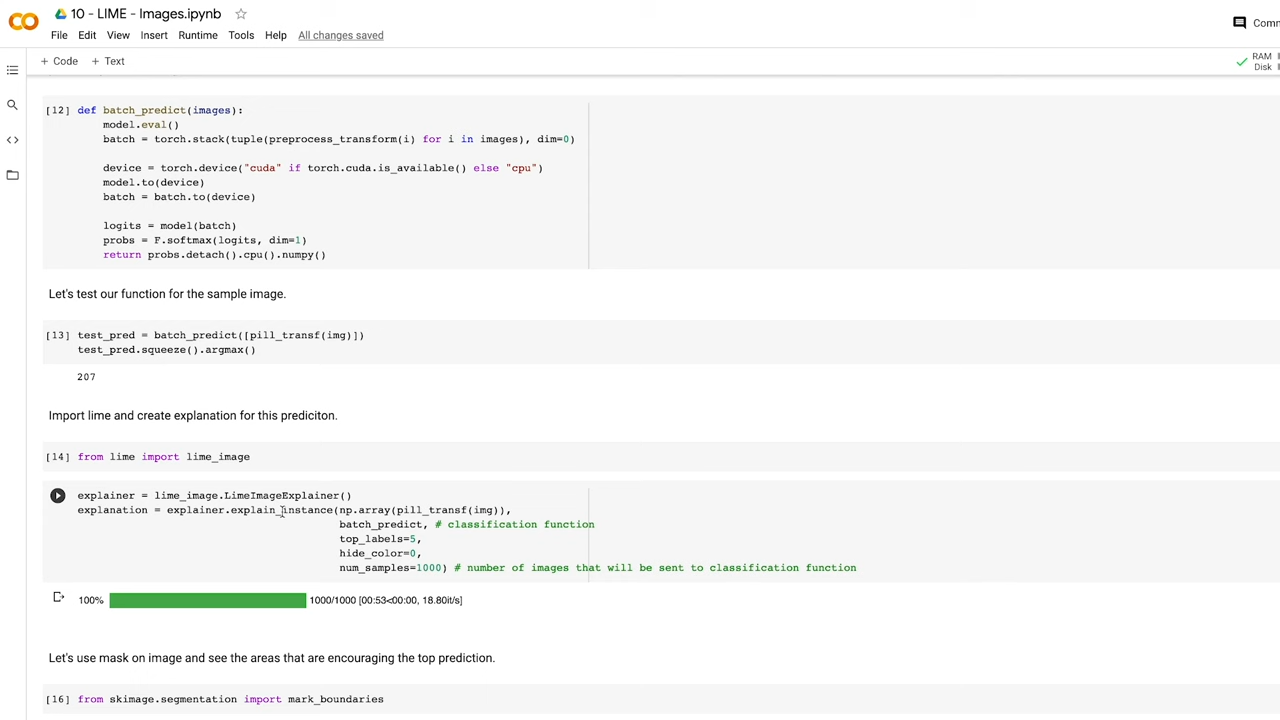 10 - LIME - Images.ipynb
File Edit View Insert Runtime Tools Help All changes saved
+ Code + Text
RAM
Disk
[12] def batch_predict(images):
model.eval()
batch = torch.stack(tuple(preprocess_transform(i) for i in images), dim=0)
device = torch.device("cuda" if torch.cuda.is_available() else "cpu")
model.to(device)
batch = batch.to(device)
logits = model(batch)
probs = F.softmax(logits, dim=1)
return probs.detach().cpu().numpy()
Let's test our function for the sample image.
[13] test_pred = batch_predict([pill_transf(img)])
test_pred.squeeze().argmax()
207
Import lime and create explanation for this prediciton.
[14] from lime import lime_image
explainer = lime_image.LimeImageExplainer()
explanation = explainer.explain_instance(np.array(pill_transf(img)),
batch_predict, # classification function
top_labels=5,
hide_color=0,
num_samples=1000) # number of images that will be sent to classification function
100% 1000/1000 [00:53<00:00, 18.80it/s]
Let's use mask on image and see the areas that are encouraging the top prediction.
[16] from skimage.segmentation import mark_boundaries